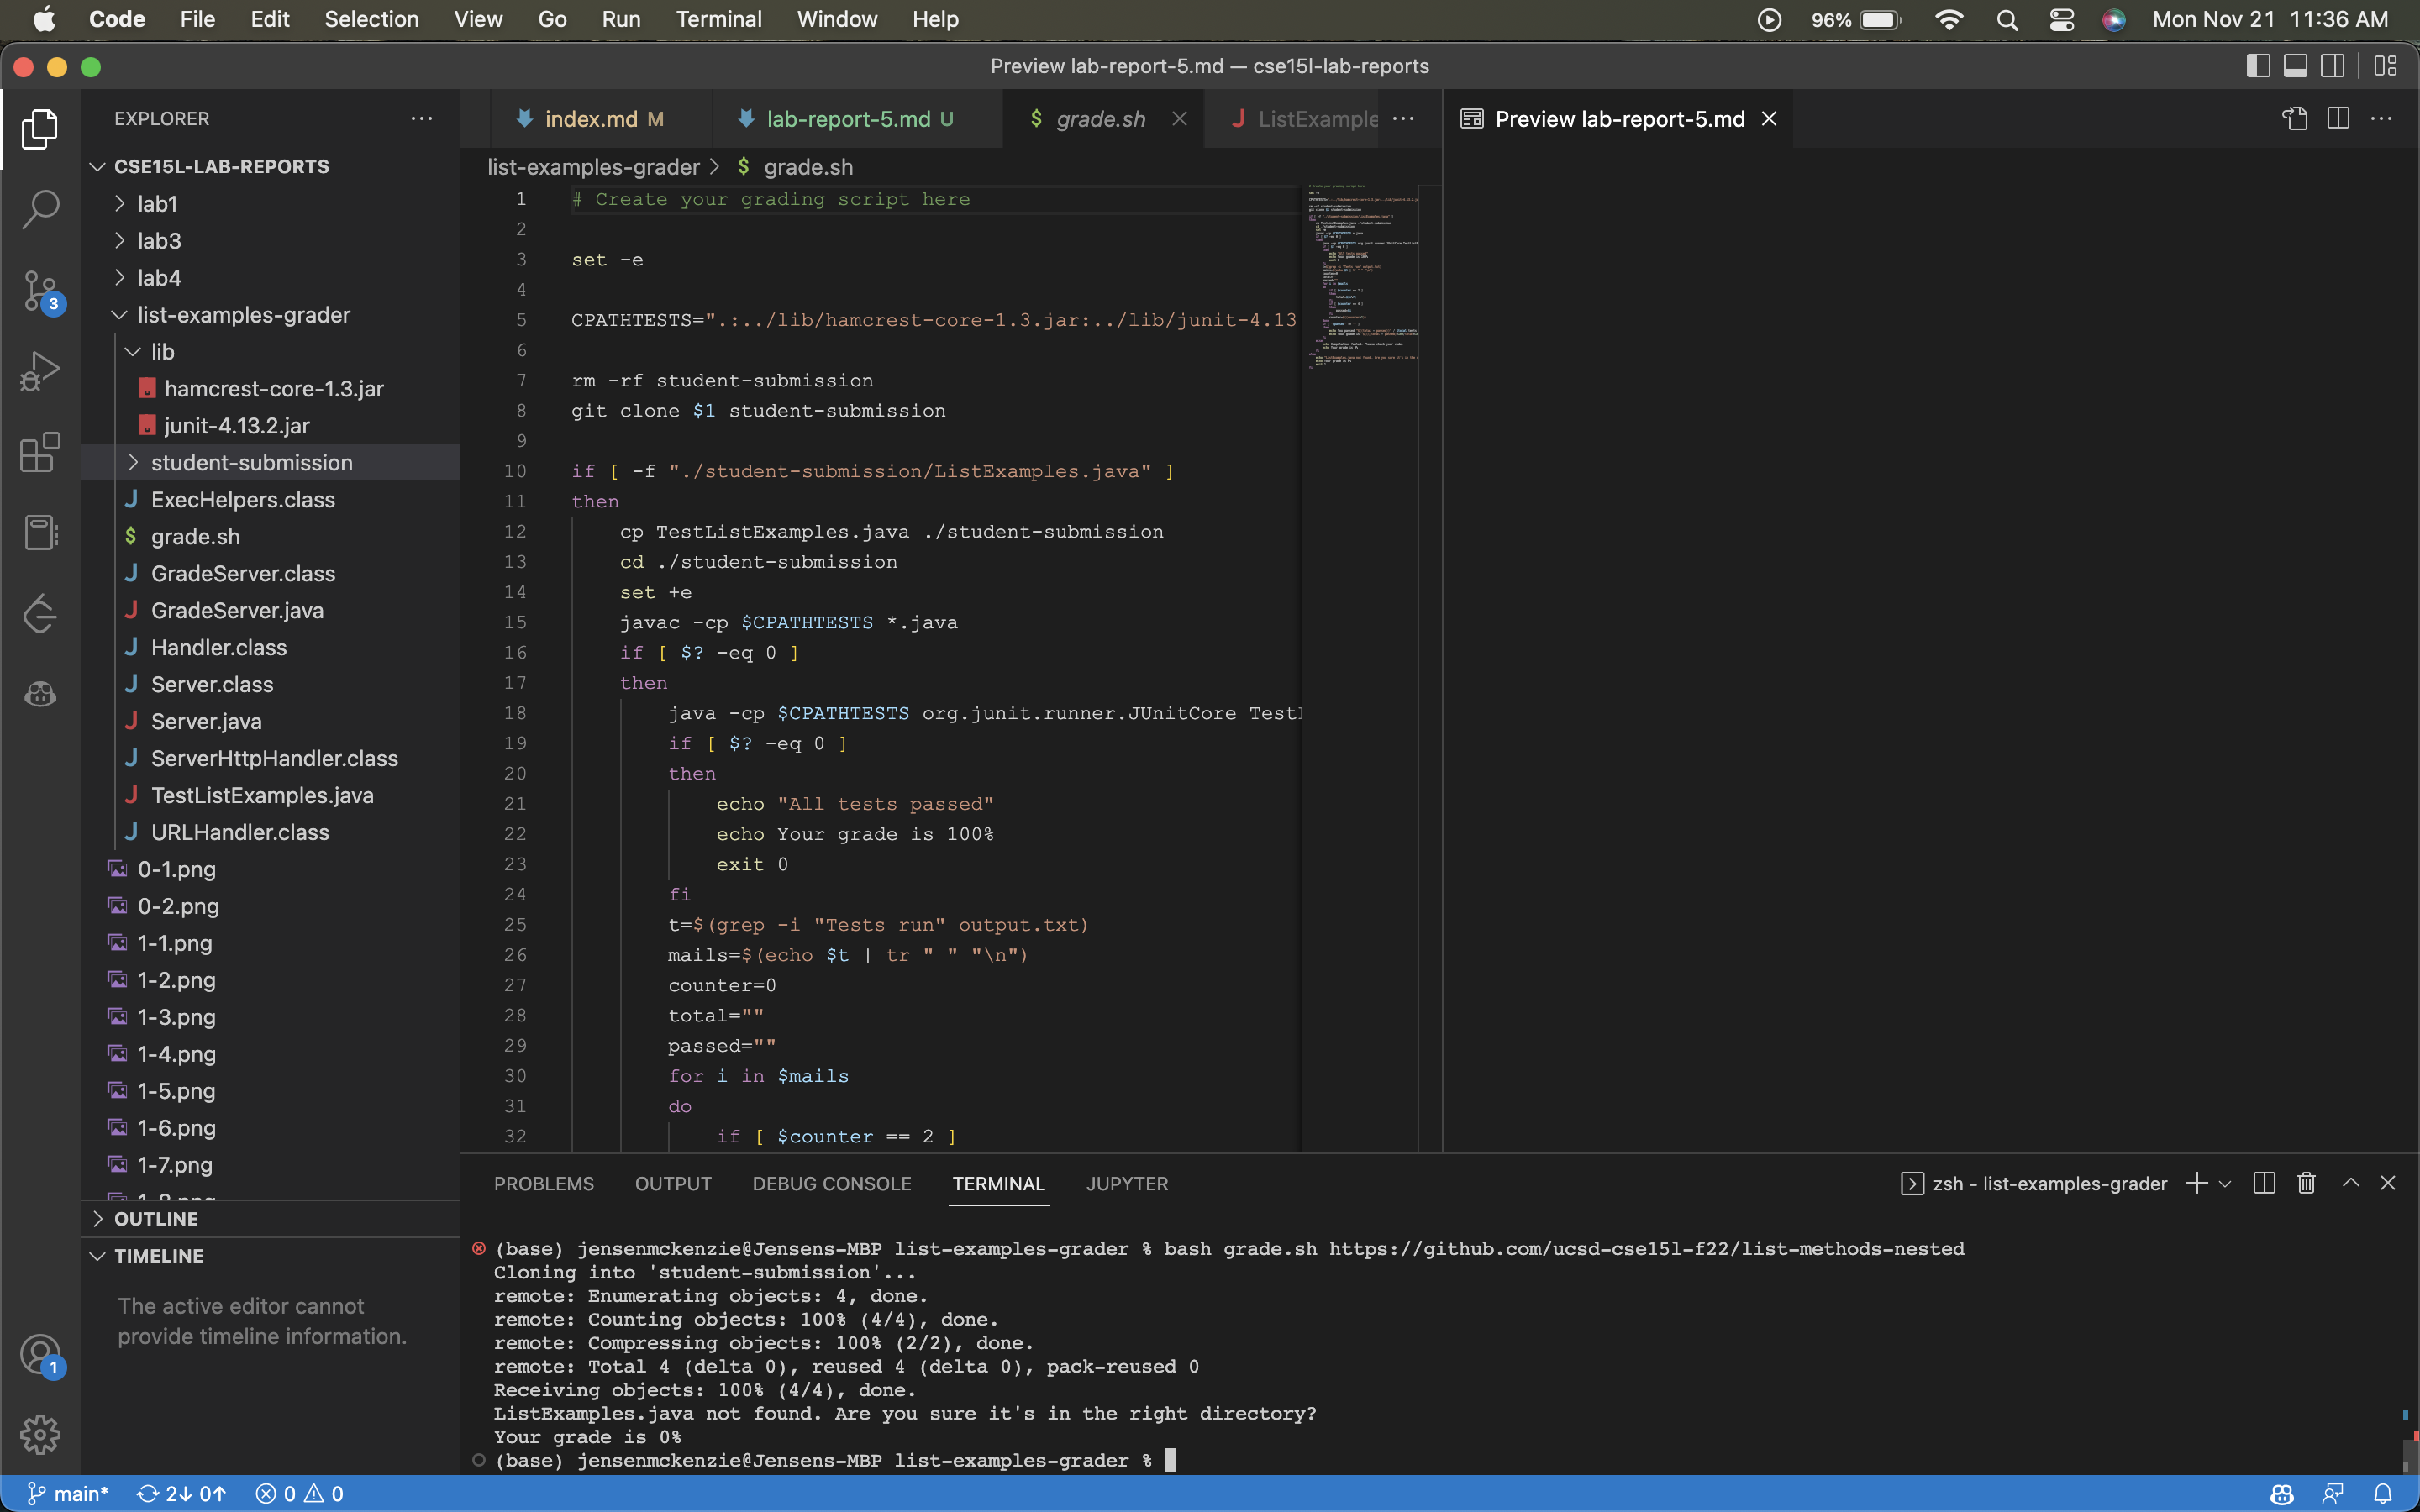 Code File Edit Selection View Go Run Terminal Window Help 96% Mon Nov 21 11:36 AM
Preview lab-report-5.md — cse15l-lab-reports
EXPLORER
CSE15L-LAB-REPORTS
lab1
lab3
lab4
list-examples-grader
lib
hamcrest-core-1.3.jar
junit-4.13.2.jar
student-submission
ExecHelpers.class
grade.sh
GradeServer.class
GradeServer.java
Handler.class
Server.class
Server.java
ServerHttpHandler.class
TestListExamples.java
URLHandler.class
0-1.png
0-2.png
1-1.png
1-2.png
1-3.png
1-4.png
1-5.png
1-6.png
1-7.png
OUTLINE
TIMELINE
The active editor cannot
provide timeline information.
3
1
index.md M lab-report-5.md U $ grade.sh ListExample
list-examples-grader > $ grade.sh
1 # Create your grading script here
2
3 set -e
4
5 CPATHTESTS=".:../lib/hamcrest-core-1.3.jar:../lib/junit-4.13
6
7 rm -rf student-submission
8 git clone $1 student-submission
9
10 if [ -f "./student-submission/ListExamples.java" ]
11 then
12 cp TestListExamples.java ./student-submission
13 cd ./student-submission
14 set +e
15 javac -cp $CPATHTESTS *.java
16 if [ $? -eq 0 ]
17 then
18 java -cp $CPATHTESTS org.junit.runner.JUnitCore Test
19 if [ $? -eq 0 ]
20 then
21 echo "All tests passed"
22 echo Your grade is 100%
23 exit 0
24 fi
25 t=$(grep -i "Tests run" output.txt)
26 mails=$(echo $t | tr " " "\n")
27 counter=0
28 total=""
29 passed=""
30 for i in $mails
31 do
32 if [ $counter == 2 ]
Preview lab-report-5.md
PROBLEMS OUTPUT DEBUG CONSOLE TERMINAL JUPYTER
zsh - list-examples-grader
(base) jensenmckenzie@Jensens-MBP list-examples-grader % bash grade.sh https://github.com/ucsd-cse15l-f22/list-methods-nested
Cloning into 'student-submission'...
remote: Enumerating objects: 4, done.
remote: Counting objects: 100% (4/4), done.
remote: Compressing objects: 100% (2/2), done.
remote: Total 4 (delta 0), reused 4 (delta 0), pack-reused 0
Receiving objects: 100% (4/4), done.
ListExamples.java not found. Are you sure it's in the right directory?
Your grade is 0%
(base) jensenmckenzie@Jensens-MBP list-examples-grader %
main* 2↓ 0↑ 0 0